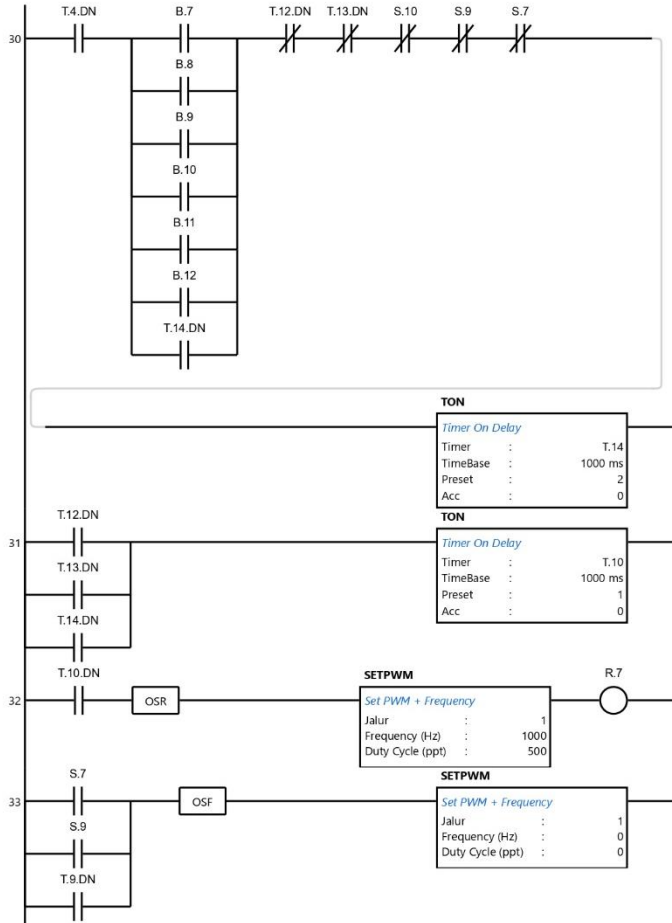 T.4.DN B.7 T.12.DN T.13.DN S.10 S.9 S.7
30
B.8
B.9
B.10
B.11
B.12
T.14.DN
TON
Timer On Delay
Timer : T.14
TimeBase : 1000 ms
Preset : 2
Acc : 0
T.12.DN
31
T.13.DN
T.14.DN
TON
Timer On Delay
Timer : T.10
TimeBase : 1000 ms
Preset : 1
Acc : 0
T.10.DN
32
OSR
SETPWM
Set PWM + Frequency
Jalur : 1
Frequency (Hz) : 1000
Duty Cycle (ppt) : 500
R.7
S.7
33
OSF
S.9
T.9.DN
SETPWM
Set PWM + Frequency
Jalur : 1
Frequency (Hz) : 0
Duty Cycle (ppt) : 0